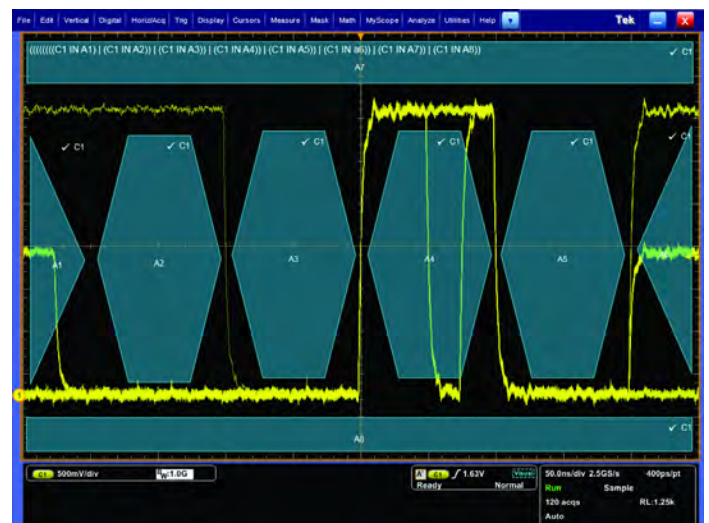 File Edit Vertical Digital Horiz/Acq Trig Display Cursors Measure Mask Math MyScope Analyze Utilities Help Tek
((((((((C1 IN A1) | (C1 IN A2)) | (C1 IN A3)) | (C1 IN A4)) | (C1 IN A5)) | (C1 IN a6)) | (C1 IN A7)) | (C1 IN A8)) C1
A7
C1 C1 C1 C1 C1 C1
A1 A2 A3 A4 A5
1
C1
A8
C1 500mV/div BW:1.0G
A' C1 1.63V Visual
Ready Normal
50.0ns/div 2.5GS/s 400ps/pt
Run Sample
120 acqs RL:1.25k
Auto